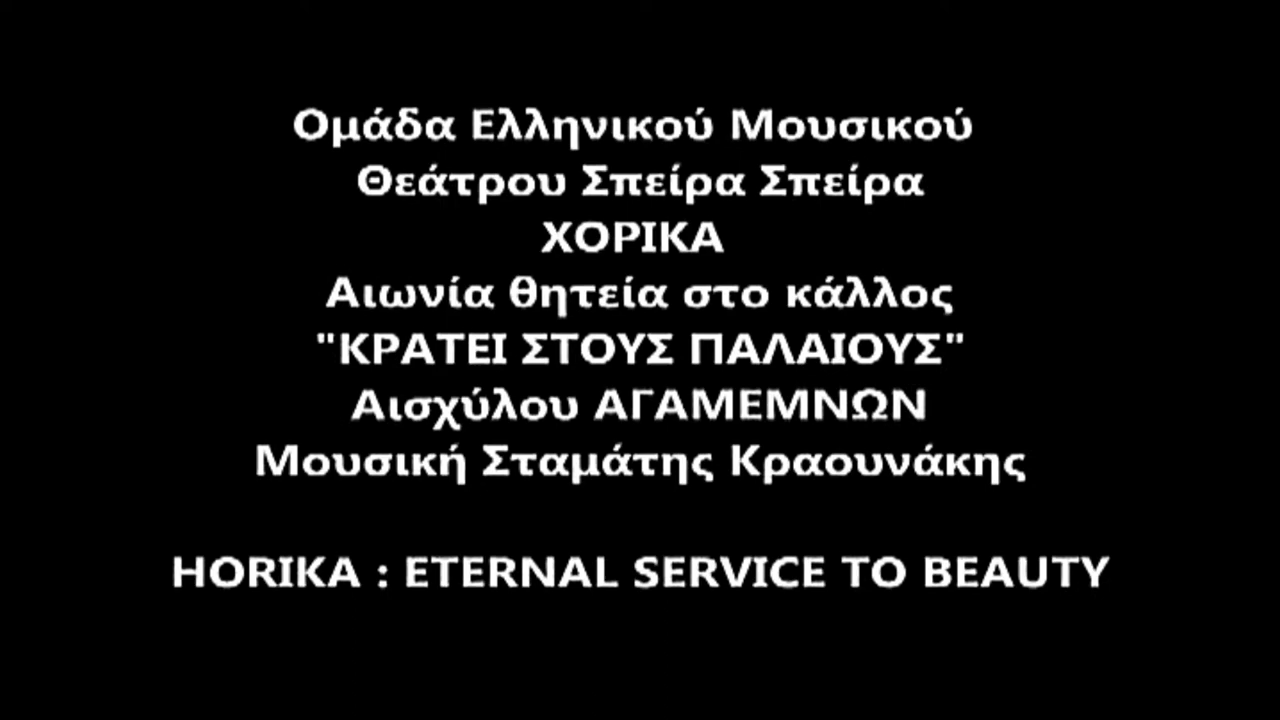 Ομάδα Ελληνικού Μουσικού
Θεάτρου Σπείρα Σπείρα
ΧΟΡΙΚΑ
Αιωνία θητεία στο κάλλος
"ΚΡΑΤΕΙ ΣΤΟΥΣ ΠΑΛΑΙΟΥΣ"
Αισχύλου ΑΓΑΜΕΜΝΩΝ
Μουσική Σταμάτης Κραουνάκης
HORIKA : ETERNAL SERVICE TO BEAUTY